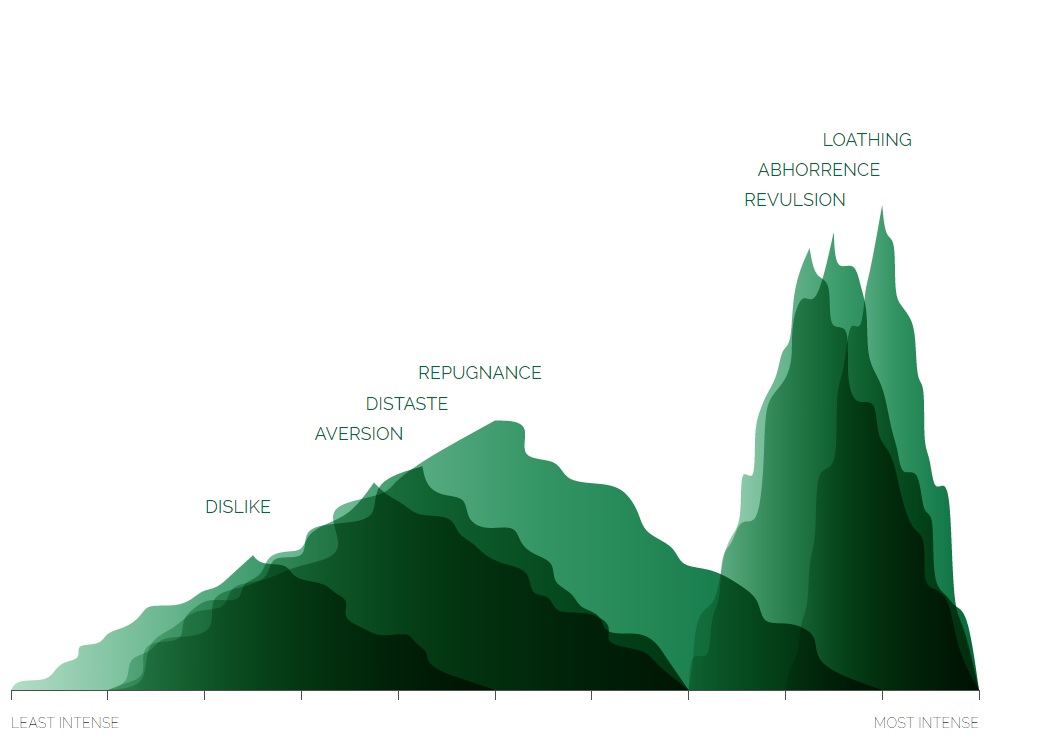 LOATHING
ABHORRENCE
REVULSION
REPUGNANCE
DISTASTE
AVERSION
DISLIKE
LEAST INTENSE
MOST INTENSE